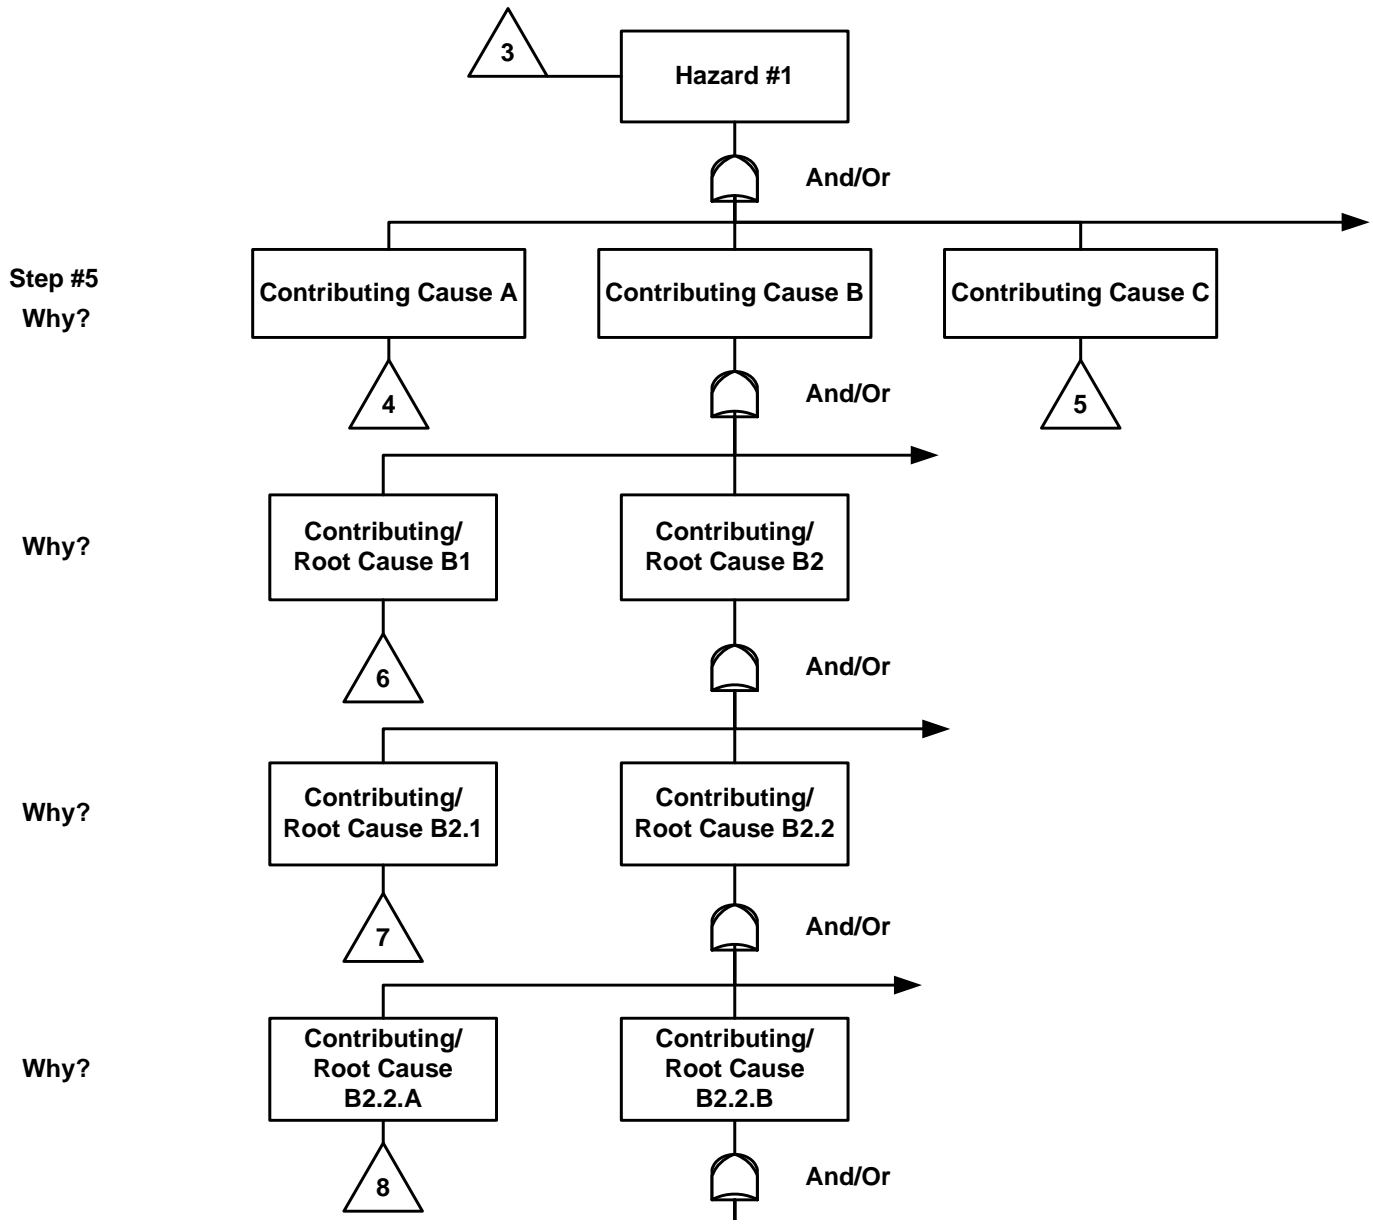 3
Hazard #1
And/Or
Step #5
Why?
Contributing Cause A
Contributing Cause B
Contributing Cause C
4
And/Or
5
Why?
Contributing/
Root Cause B1
Contributing/
Root Cause B2
6
And/Or
Why?
Contributing/
Root Cause B2.1
Contributing/
Root Cause B2.2
7
And/Or
Why?
Contributing/
Root Cause
B2.2.A
Contributing/
Root Cause
B2.2.B
8
And/Or